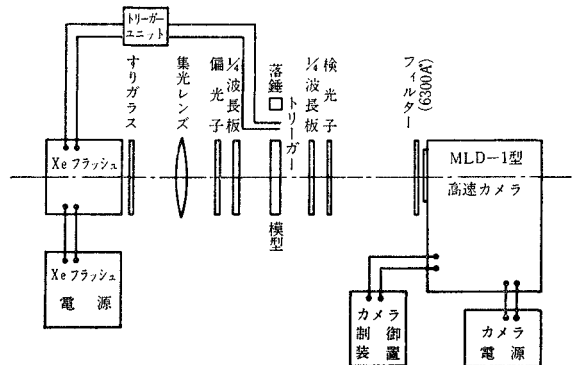 トリーガー
ユニット
すりガラス
集光レンズ
偏光子
1/4波長板
落錘
トリーガー
1/4波長板
検光子
フィルター
(6300Å)
Xeフラッシュ
MLD-1型
高速カメラ
模型
Xeフラッシュ
電源
カメラ
制御
装置
カメラ
電源